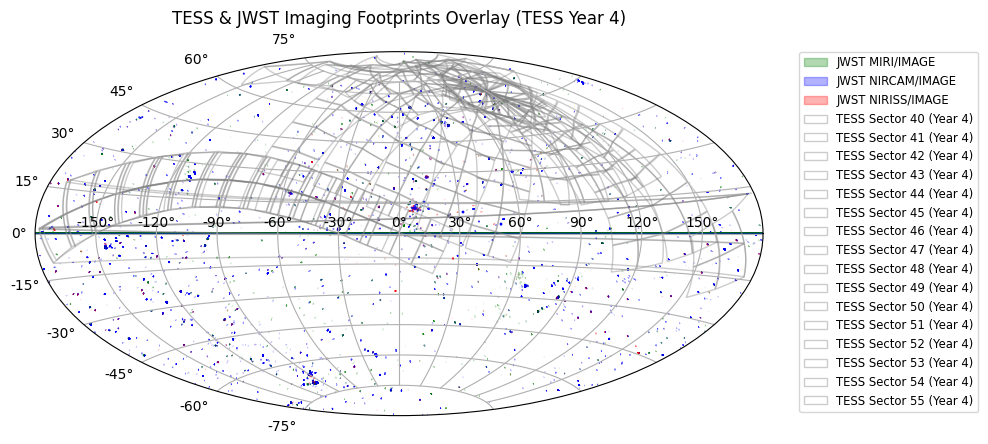 TESS & JWST Imaging Footprints Overlay (TESS Year 4)
75°
60°
45°
30°
15°
0°
-15°
-30°
-45°
-60°
-75°
-150° -120° -90° -60° -30° 0° 30° 60° 90° 120° 150°
JWST MIRI/IMAGE
JWST NIRCAM/IMAGE
JWST NIRISS/IMAGE
TESS Sector 40 (Year 4)
TESS Sector 41 (Year 4)
TESS Sector 42 (Year 4)
TESS Sector 43 (Year 4)
TESS Sector 44 (Year 4)
TESS Sector 45 (Year 4)
TESS Sector 46 (Year 4)
TESS Sector 47 (Year 4)
TESS Sector 48 (Year 4)
TESS Sector 49 (Year 4)
TESS Sector 50 (Year 4)
TESS Sector 51 (Year 4)
TESS Sector 52 (Year 4)
TESS Sector 53 (Year 4)
TESS Sector 54 (Year 4)
TESS Sector 55 (Year 4)